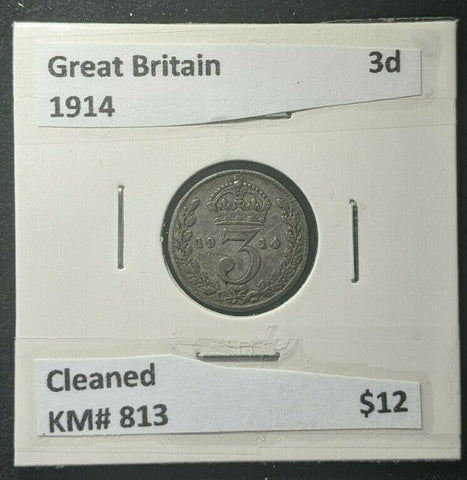 Great Britain 3d
1914
19 3 14
Cleaned
KM# 813 $12